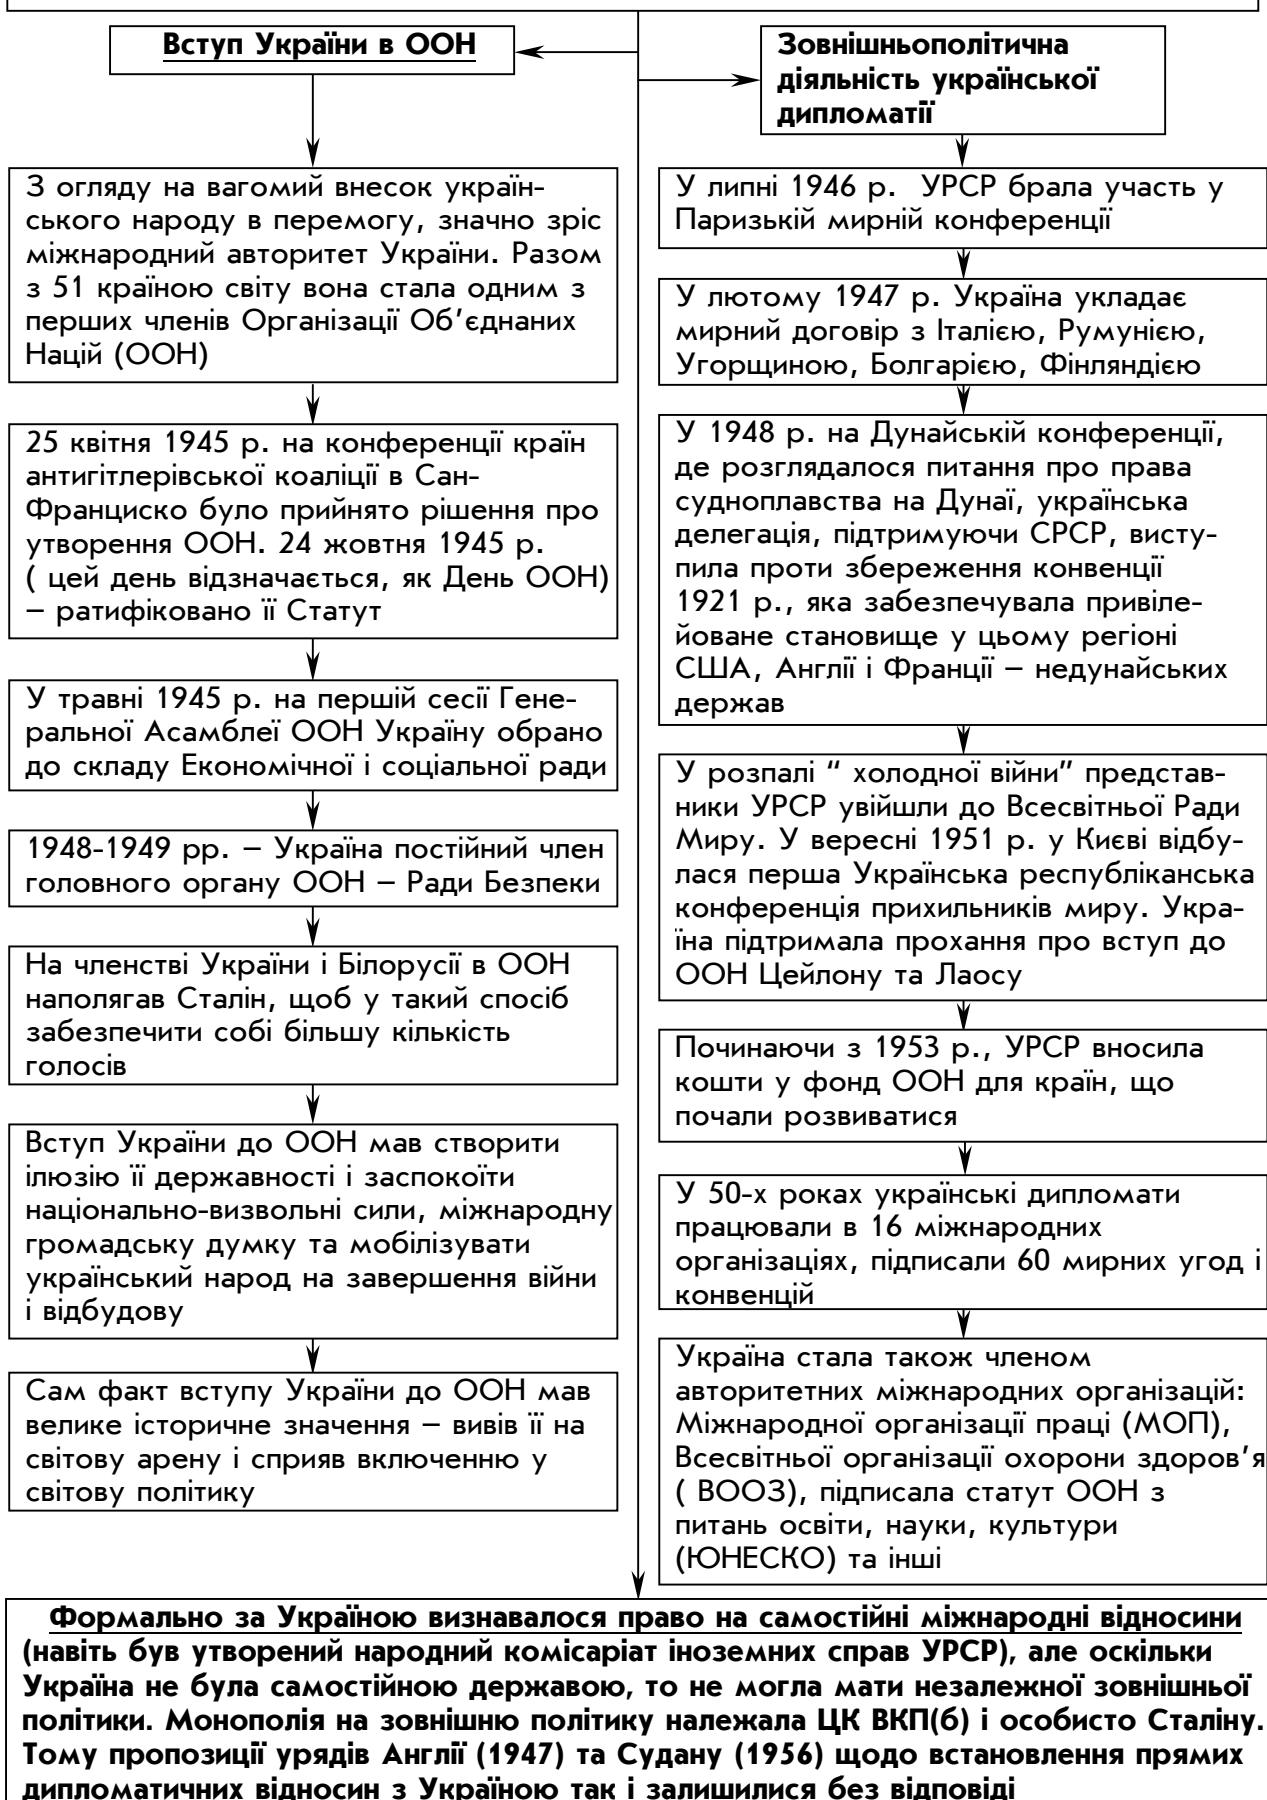 Вступ України в ООН
З огляду на вагомий внесок україн-
ського народу в перемогу, значно зріс
міжнародний авторитет України. Разом
з 51 країною світу вона стала одним з
перших членів Організації Об’єднаних
Націй (ООН)
25 квітня 1945 р. на конференції країн
антигітлерівської коаліції в Сан-
Франциско було прийнято рішення про
утворення ООН. 24 жовтня 1945 р.
( цей день відзначається, як День ООН)
– ратифіковано її Статут
У травні 1945 р. на першій сесії Гене-
ральної Асамблеї ООН Україну обрано
до складу Економічної і соціальної ради
1948-1949 рр. – Україна постійний член
головного органу ООН – Ради Безпеки
На членстві України і Білорусії в ООН
наполягав Сталін, щоб у такий спосіб
забезпечити собі більшу кількість
голосів
Вступ України до ООН мав створити
ілюзію її державності і заспокоїти
національно-визвольні сили, міжнародну
громадську думку та мобілізувати
український народ на завершення війни
і відбудову
Сам факт вступу України до ООН мав
велике історичне значення – вивів її на
світову арену і сприяв включенню у
світову політику
Зовнішньополітична
діяльність української
дипломатії
У липні 1946 р. УРСР брала участь у
Паризькій мирній конференції
У лютому 1947 р. Україна укладає
мирний договір з Італією, Румунією,
Угорщиною, Болгарією, Фінляндією
У 1948 р. на Дунайській конференції,
де розглядалося питання про права
судноплавства на Дунаї, українська
делегація, підтримуючи СРСР, висту-
пила проти збереження конвенції
1921 р., яка забезпечувала привіле-
йоване становище у цьому регіоні
США, Англії і Франції – недунайських
держав
У розпалі “ холодної війни” представ-
ники УРСР увійшли до Всесвітньої Ради
Миру. У вересні 1951 р. у Києві відбу-
лася перша Українська республіканська
конференція прихильників миру. Укра-
їна підтримала прохання про вступ до
ООН Цейлону та Лаосу
Починаючи з 1953 р., УРСР вносила
кошти у фонд ООН для країн, що
почали розвиватися
У 50-х роках українські дипломати
працювали в 16 міжнародних
організаціях, підписали 60 мирних угод і
конвенцій
Україна стала також членом
авторитетних міжнародних організацій:
Міжнародної організації праці (МОП),
Всесвітньої організації охорони здоров’я
( ВООЗ), підписала статут ООН з
питань освіти, науки, культури
(ЮНЕСКО) та інші
Формально за Україною визнавалося право на самостійні міжнародні відносини
(навіть був утворений народний комісаріат іноземних справ УРСР), але оскільки
Україна не була самостійною державою, то не могла мати незалежної зовнішньої
політики. Монополія на зовнішню політику належала ЦК ВКП(б) і особисто Сталіну.
Тому пропозиції урядів Англії (1947) та Судану (1956) щодо встановлення прямих
дипломатичних відносин з Україною так і залишилися без відповіді